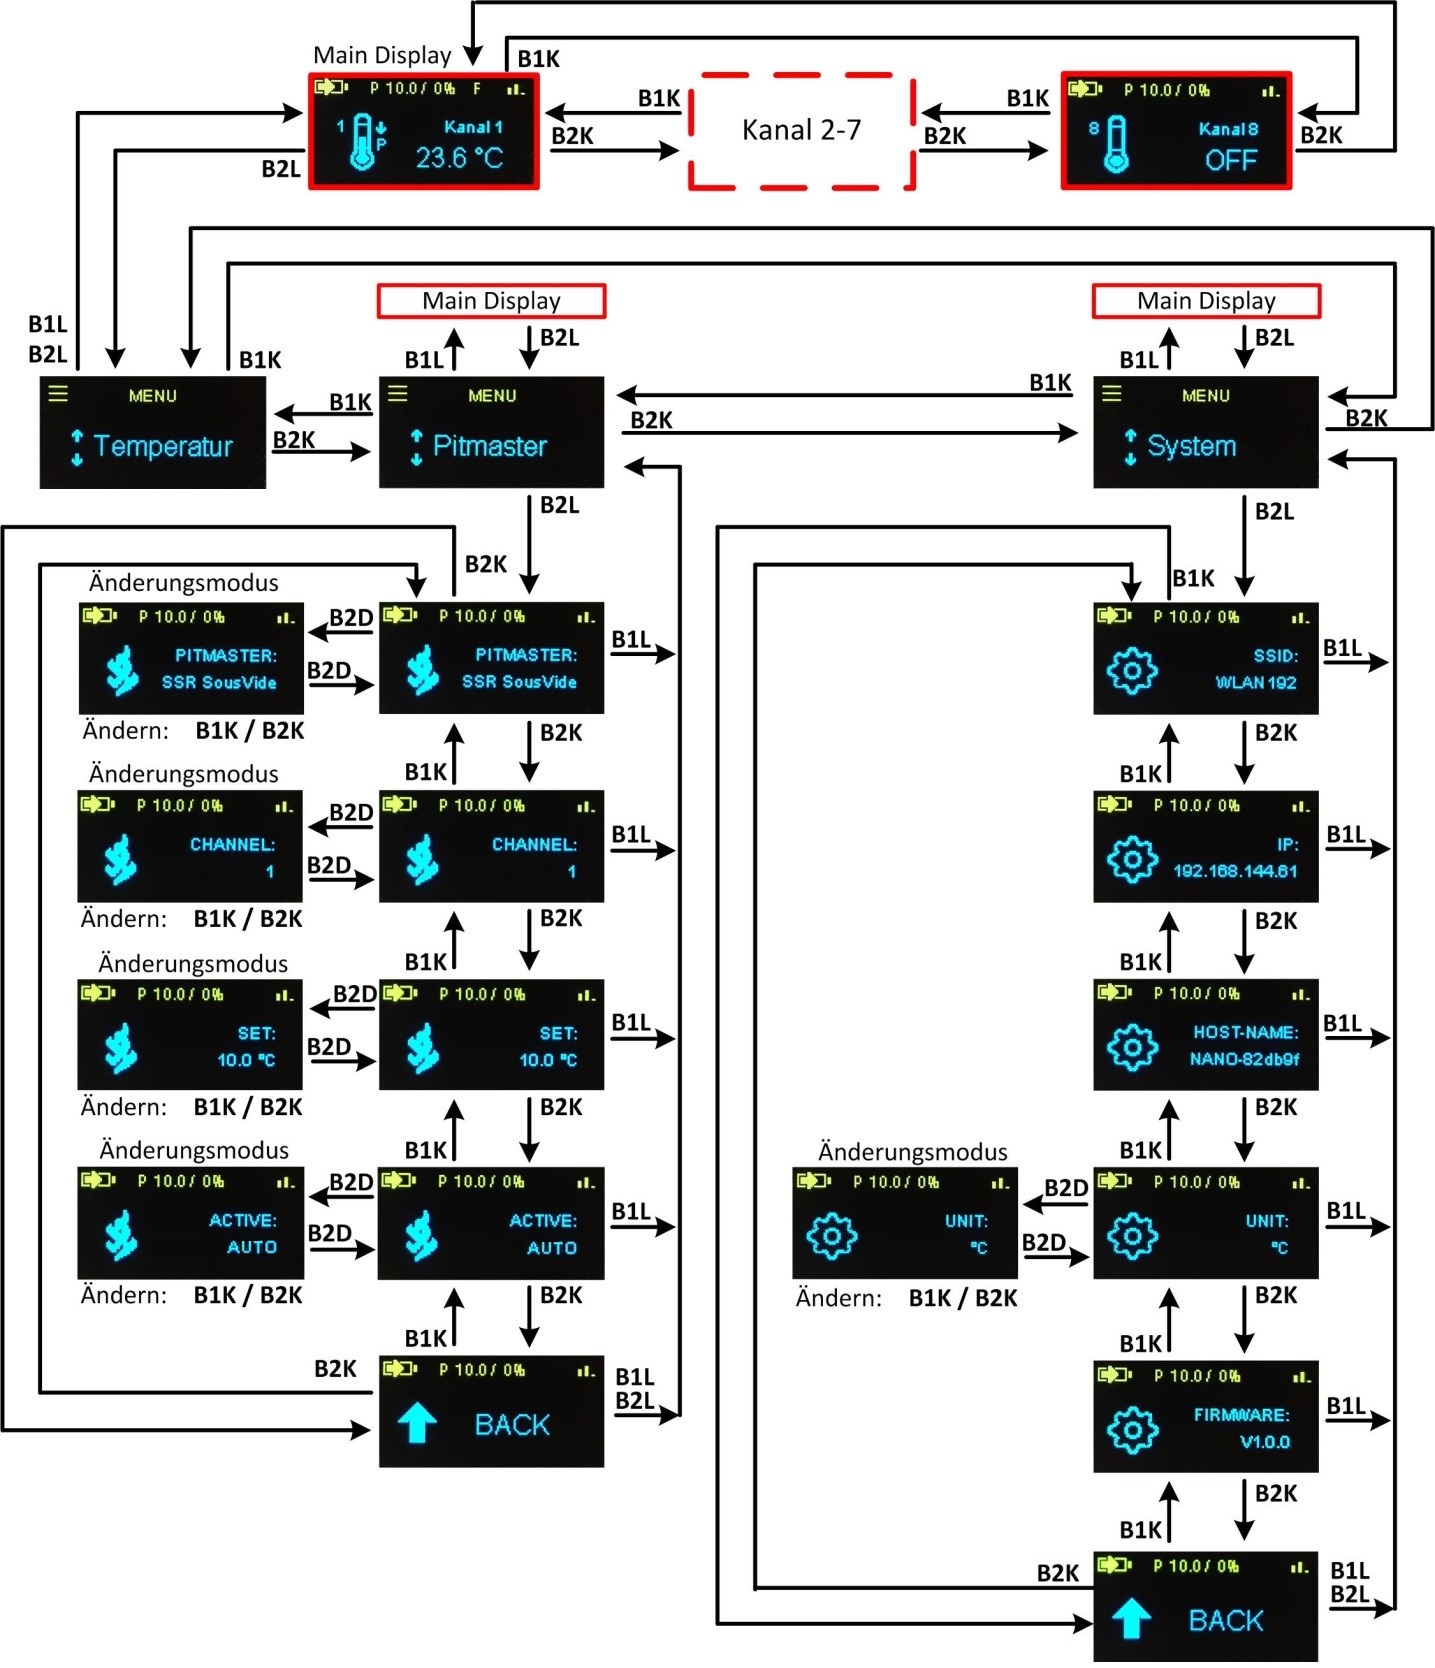 Main Display
B1K
P 10.0/ 0% F
1
P
Kanal 1
23.6 °C
B1K
B2K
Kanal 2-7
B1K
B2K
P 10.0/ 0%
8
Kanal8
OFF
B2K
B2L
Main Display
Main Display
B1L
B2L
B1K
B1L
B2L
B1L
B2L
MENU
Temperatur
B1K
B2K
MENU
Pitmaster
B1K
B2K
MENU
System
B2K
B2L
B2L
B2K
B1K
Änderungsmodus
P 10.0/ 0%
PITMASTER:
SSR SousVide
B2D
B2D
P 10.0/ 0%
PITMASTER:
SSR SousVide
B1L
P 10.0/ 0%
SSID:
WLAN 192
B1L
Ändern: B1K / B2K
B2K
B2K
Änderungsmodus
B1K
B1K
P 10.0/ 0%
CHANNEL:
1
B2D
B2D
P 10.0/ 0%
CHANNEL:
1
B1L
P 10.0/ 0%
IP:
192.168.144.61
B1L
Ändern: B1K / B2K
B2K
B2K
Änderungsmodus
B1K
B1K
P 10.0/ 0%
SET:
10.0 °C
B2D
B2D
P 10.0/ 0%
SET:
10.0 °C
B1L
P 10.0/ 0%
HOST-NAME:
NANO-82db9f
B1L
Ändern: B1K / B2K
B2K
B2K
Änderungsmodus
B1K
Änderungsmodus
B1K
P 10.0/ 0%
ACTIVE:
AUTO
B2D
B2D
P 10.0/ 0%
ACTIVE:
AUTO
B1L
P 10.0/ 0%
UNIT:
°C
B2D
B2D
P 10.0/ 0%
UNIT:
°C
B1L
Ändern: B1K / B2K
B2K
Ändern: B1K / B2K
B2K
B1K
B1K
B2K
P 10.0/ 0%
BACK
B1L
B2L
P 10.0/ 0%
FIRMWARE:
V1.0.0
B1L
B2K
B1K
B2K
P 10.0/ 0%
BACK
B1L
B2L